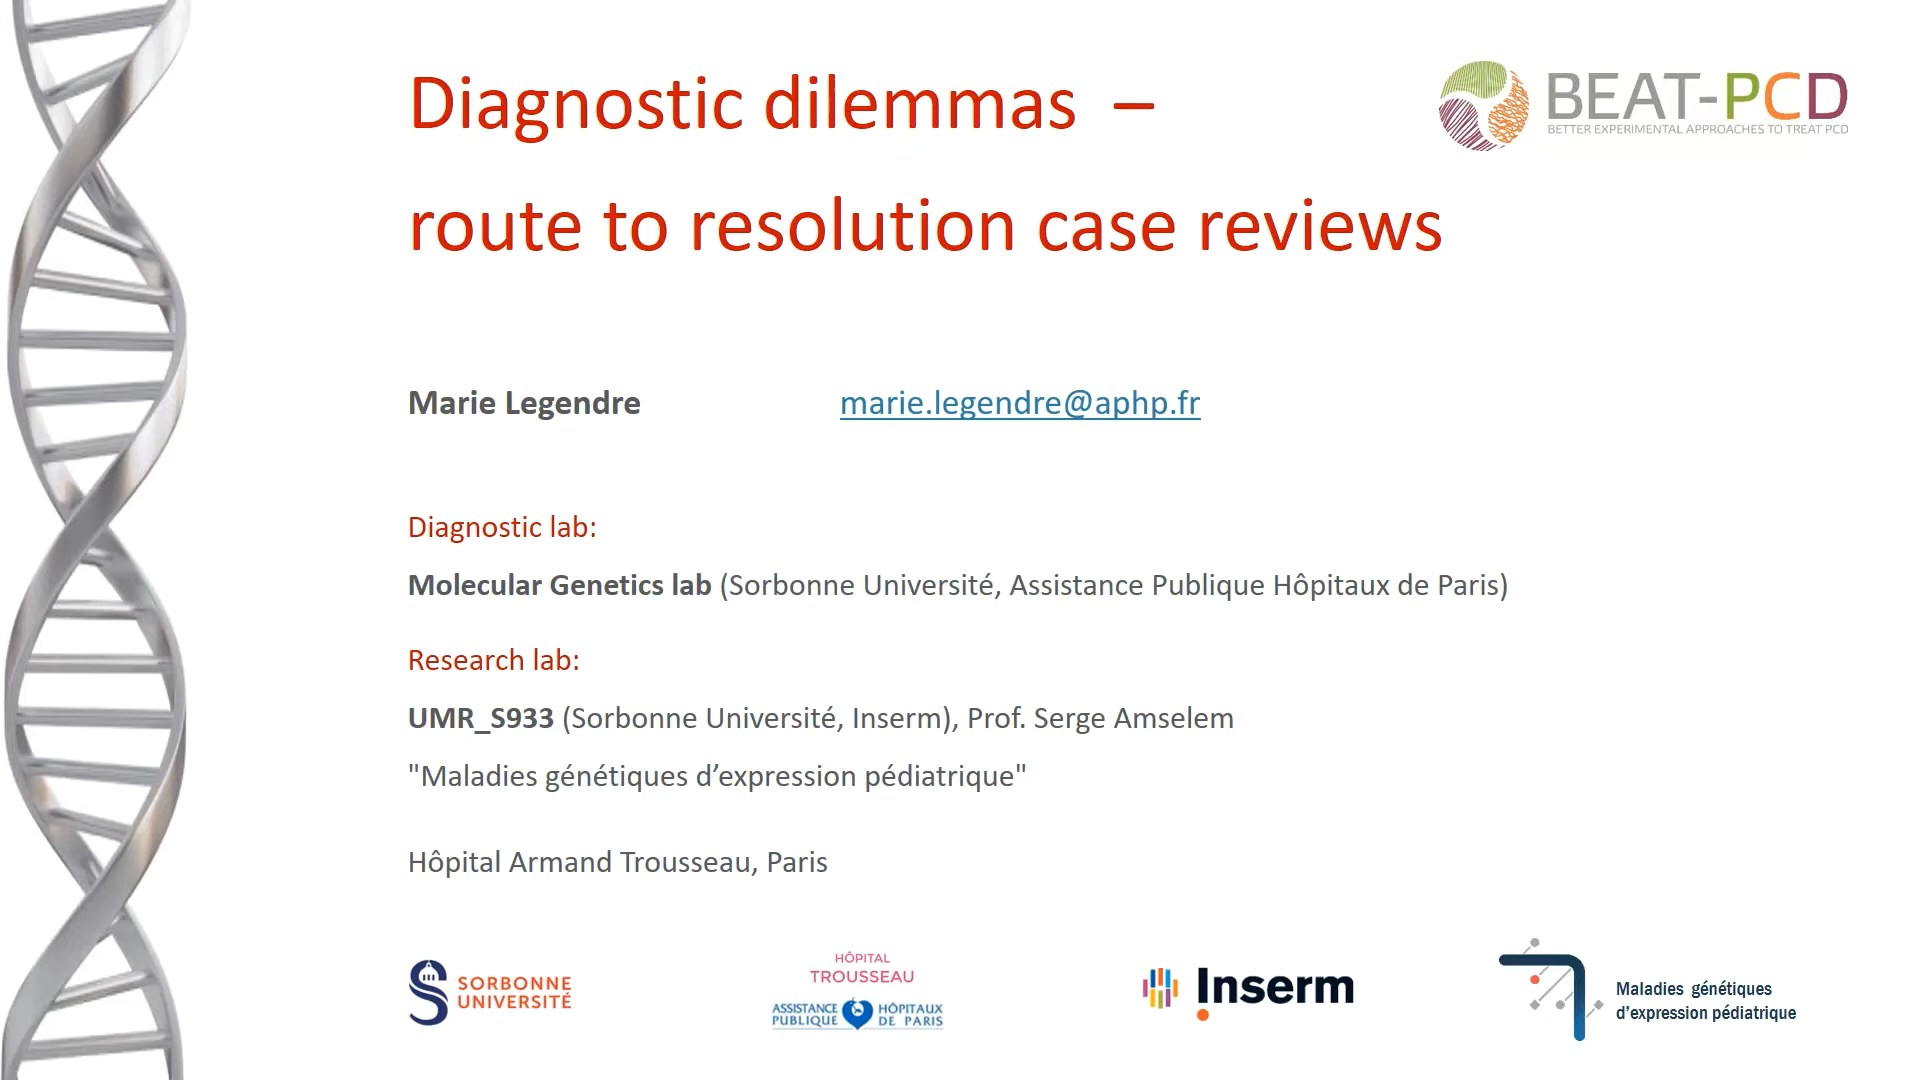 Diagnostic dilemmas –
route to resolution case reviews
BEAT-PCD
BETTER EXPERIMENTAL APPROACHES TO TREAT PCD
Marie Legendre
marie.legendre@aphp.fr
Diagnostic lab:
Molecular Genetics lab (Sorbonne Université, Assistance Publique Hôpitaux de Paris)
Research lab:
UMR_S933 (Sorbonne Université, Inserm), Prof. Serge Amselem
"Maladies génétiques d’expression pédiatrique"
Hôpital Armand Trousseau, Paris
SORBONNE
UNIVERSITÉ
HÔPITAL
TROUSSEAU
ASSISTANCE HÔPITAUX
PUBLIQUE DE PARIS
Inserm
Maladies génétiques
d’expression pédiatrique